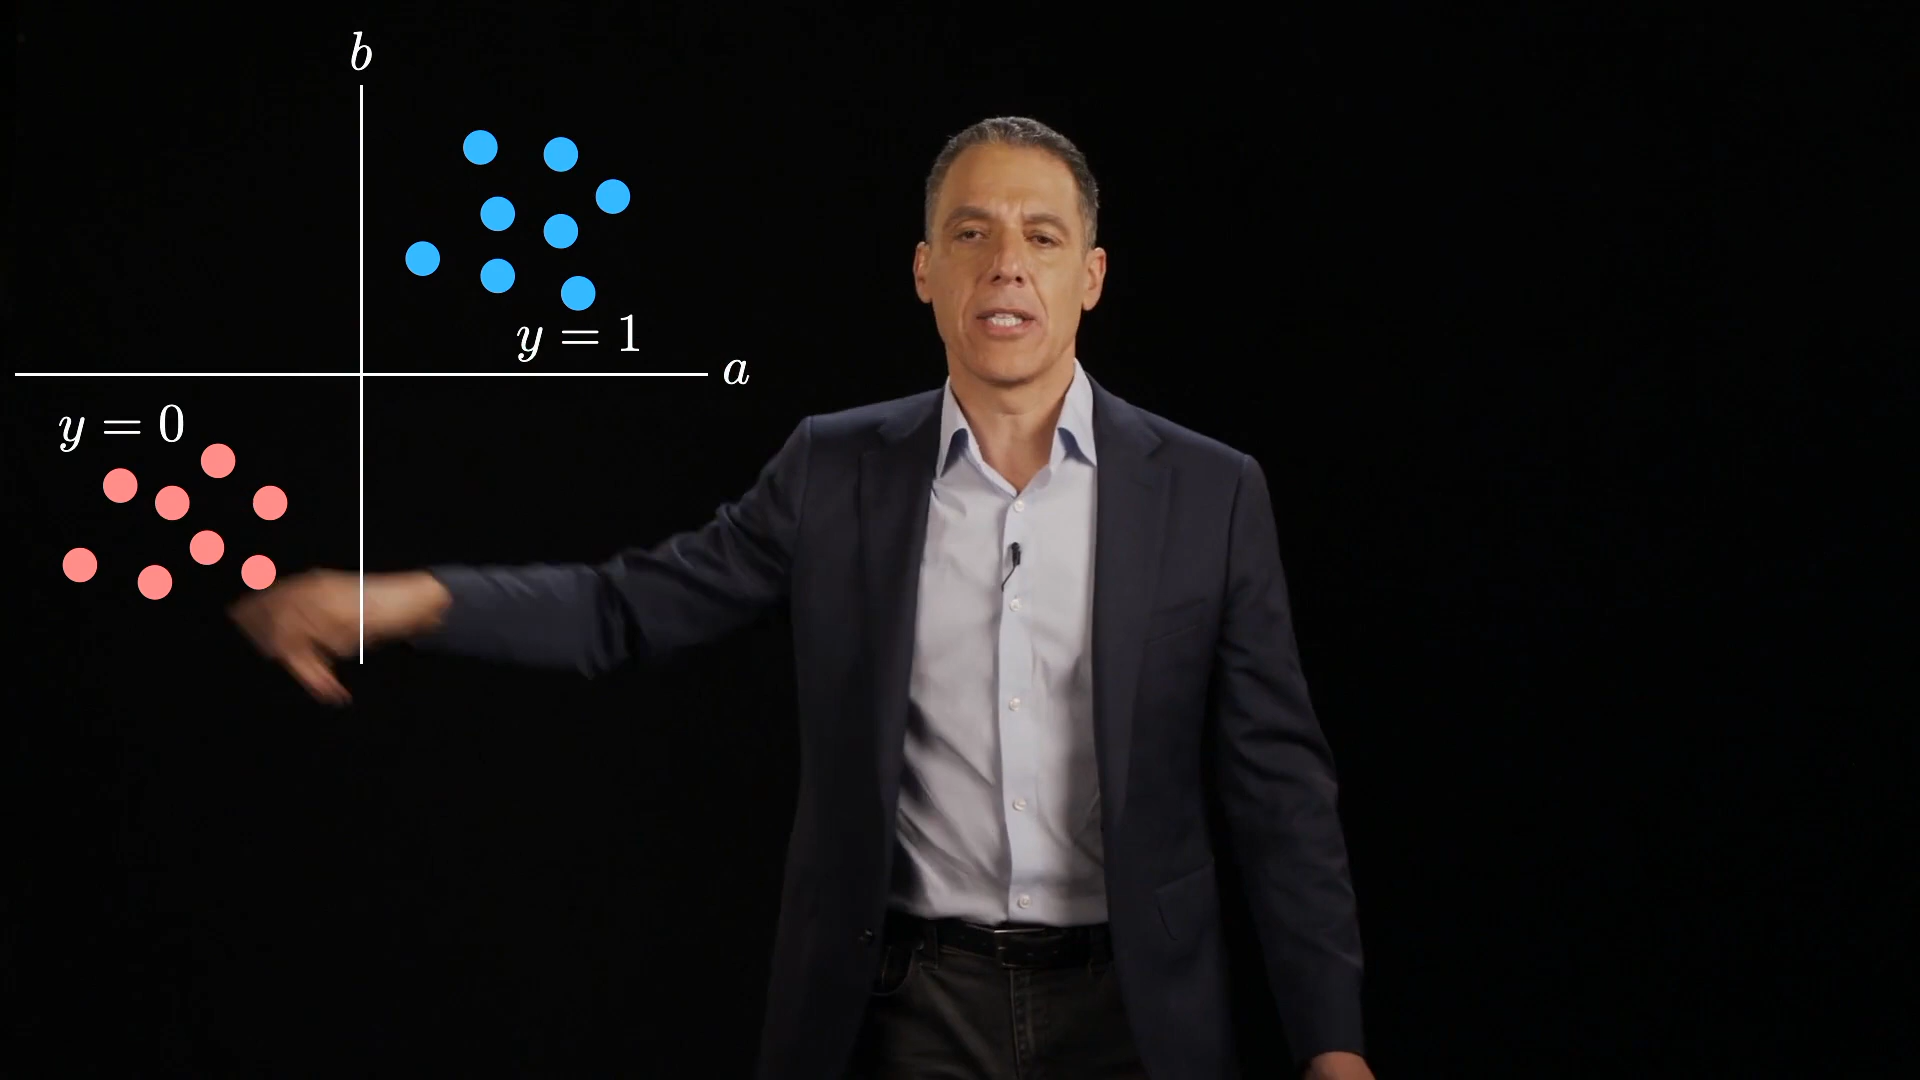 b
y = 1
a
y = 0